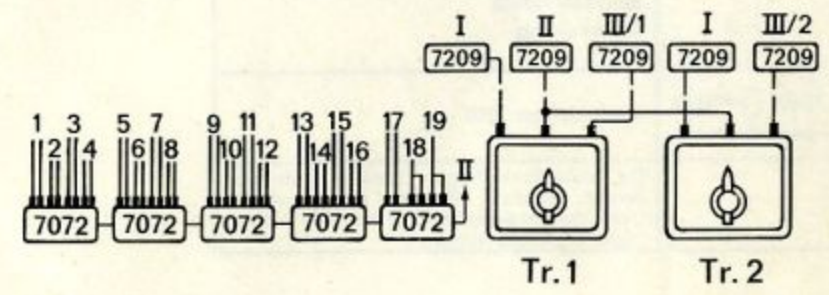 I II III/1 I III/2
7209 7209 7209 7209 7209
1 3 5 7 9 11 13 15 17 19
2 4 6 8 10 12 14 16 18 II
7072 7072 7072 7072 7072
Tr. 1 Tr. 2